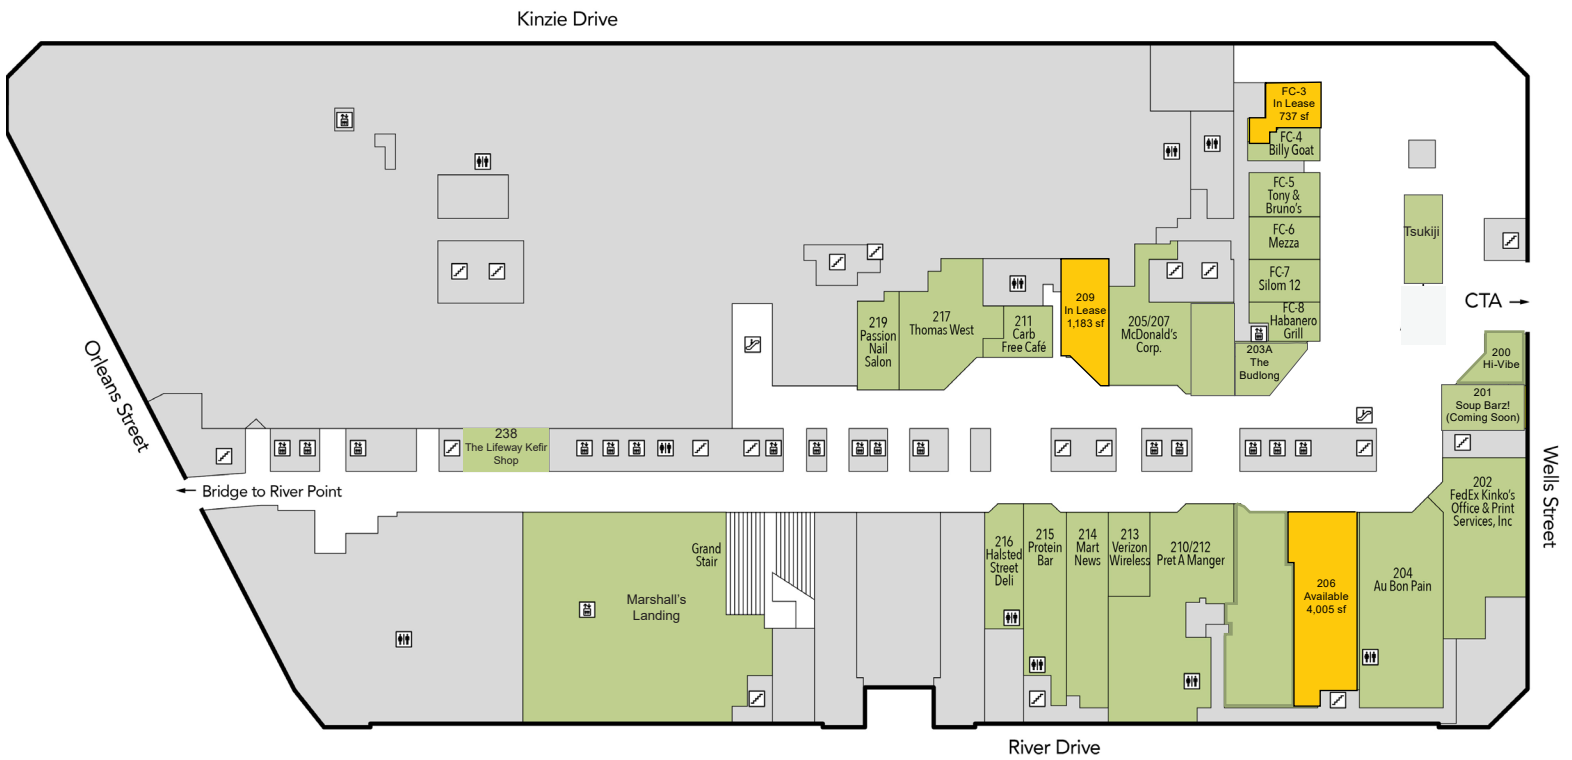 Kinzie Drive
FC-3
In Lease
737 sf
FC-4
Billy Goat
FC-5
Tony &
Bruno's
FC-6
Mezza
FC-7
Silom 12
FC-8
Habanero
Grill
Tsukiji
CTA
219
Passion
Nail
Salon
217
Thomas West
211
Carb
Free Café
209
In Lease
1,183 sf
205/207
McDonald's
Corp.
203A
The
Budlong
200
Hi-Vibe
201
Soup Barz!
(Coming Soon)
Orleans Street
238
The Lifeway Kefir
Shop
Bridge to River Point
Wells Street
202
FedEx Kinko's
Office & Print
Services, Inc
Grand
Stair
Marshall's
Landing
216
Halsted
Street
Deli
215
Protein
Bar
214
Mart
News
213
Verizon
Wireless
210/212
Pret A Manger
206
Available
4,005 sf
204
Au Bon Pain
River Drive